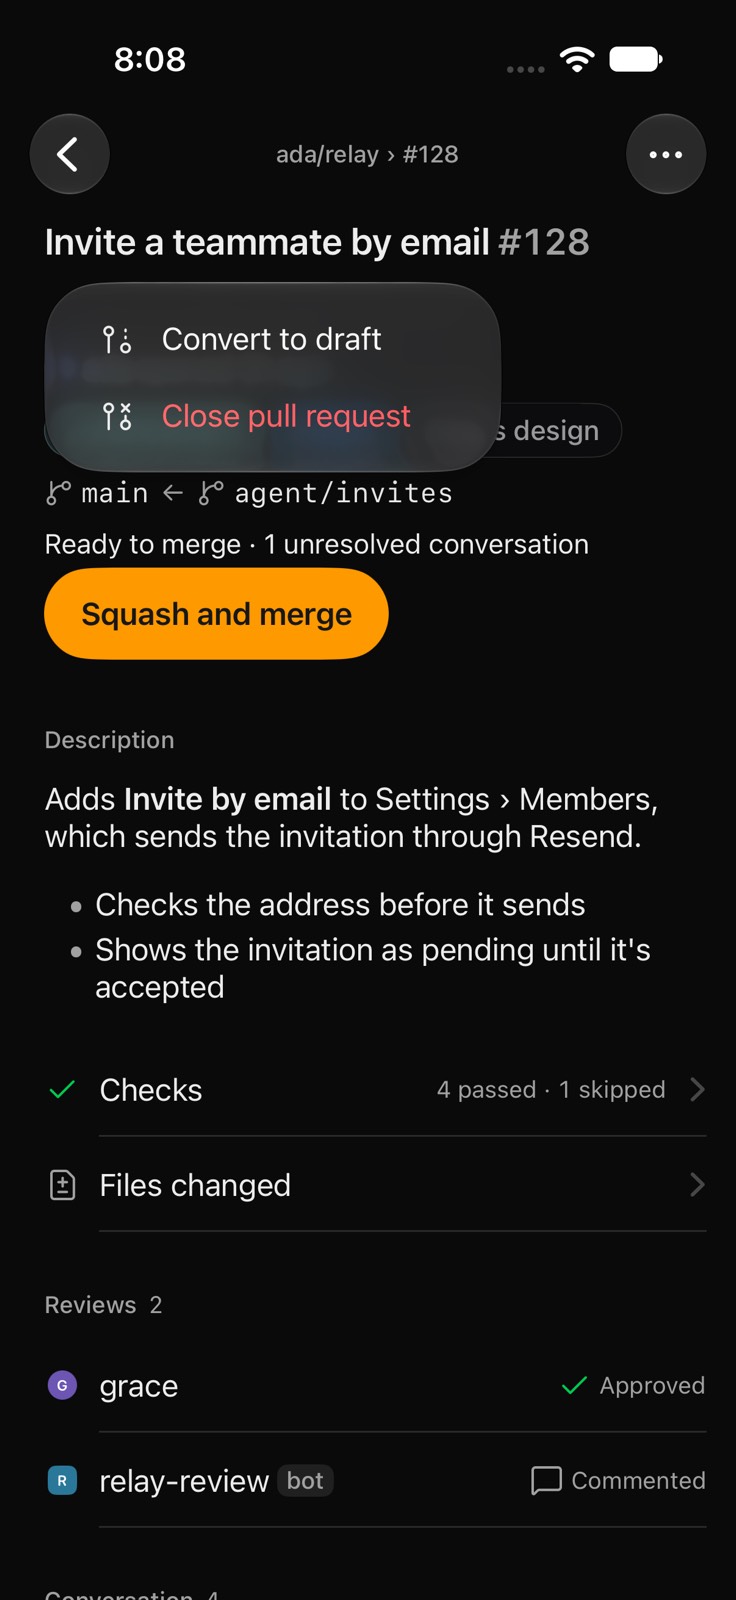 8:08
ada/relay › #128
Invite a teammate by email #128
Convert to draft
Close pull request
s design
main ← agent/invites
Ready to merge · 1 unresolved conversation
Squash and merge
Description
Adds Invite by email to Settings › Members,
which sends the invitation through Resend.
Checks the address before it sends
Shows the invitation as pending until it's
accepted
Checks 4 passed · 1 skipped
Files changed
Reviews 2
G grace Approved
R relay-review bot Commented
Conversation 4